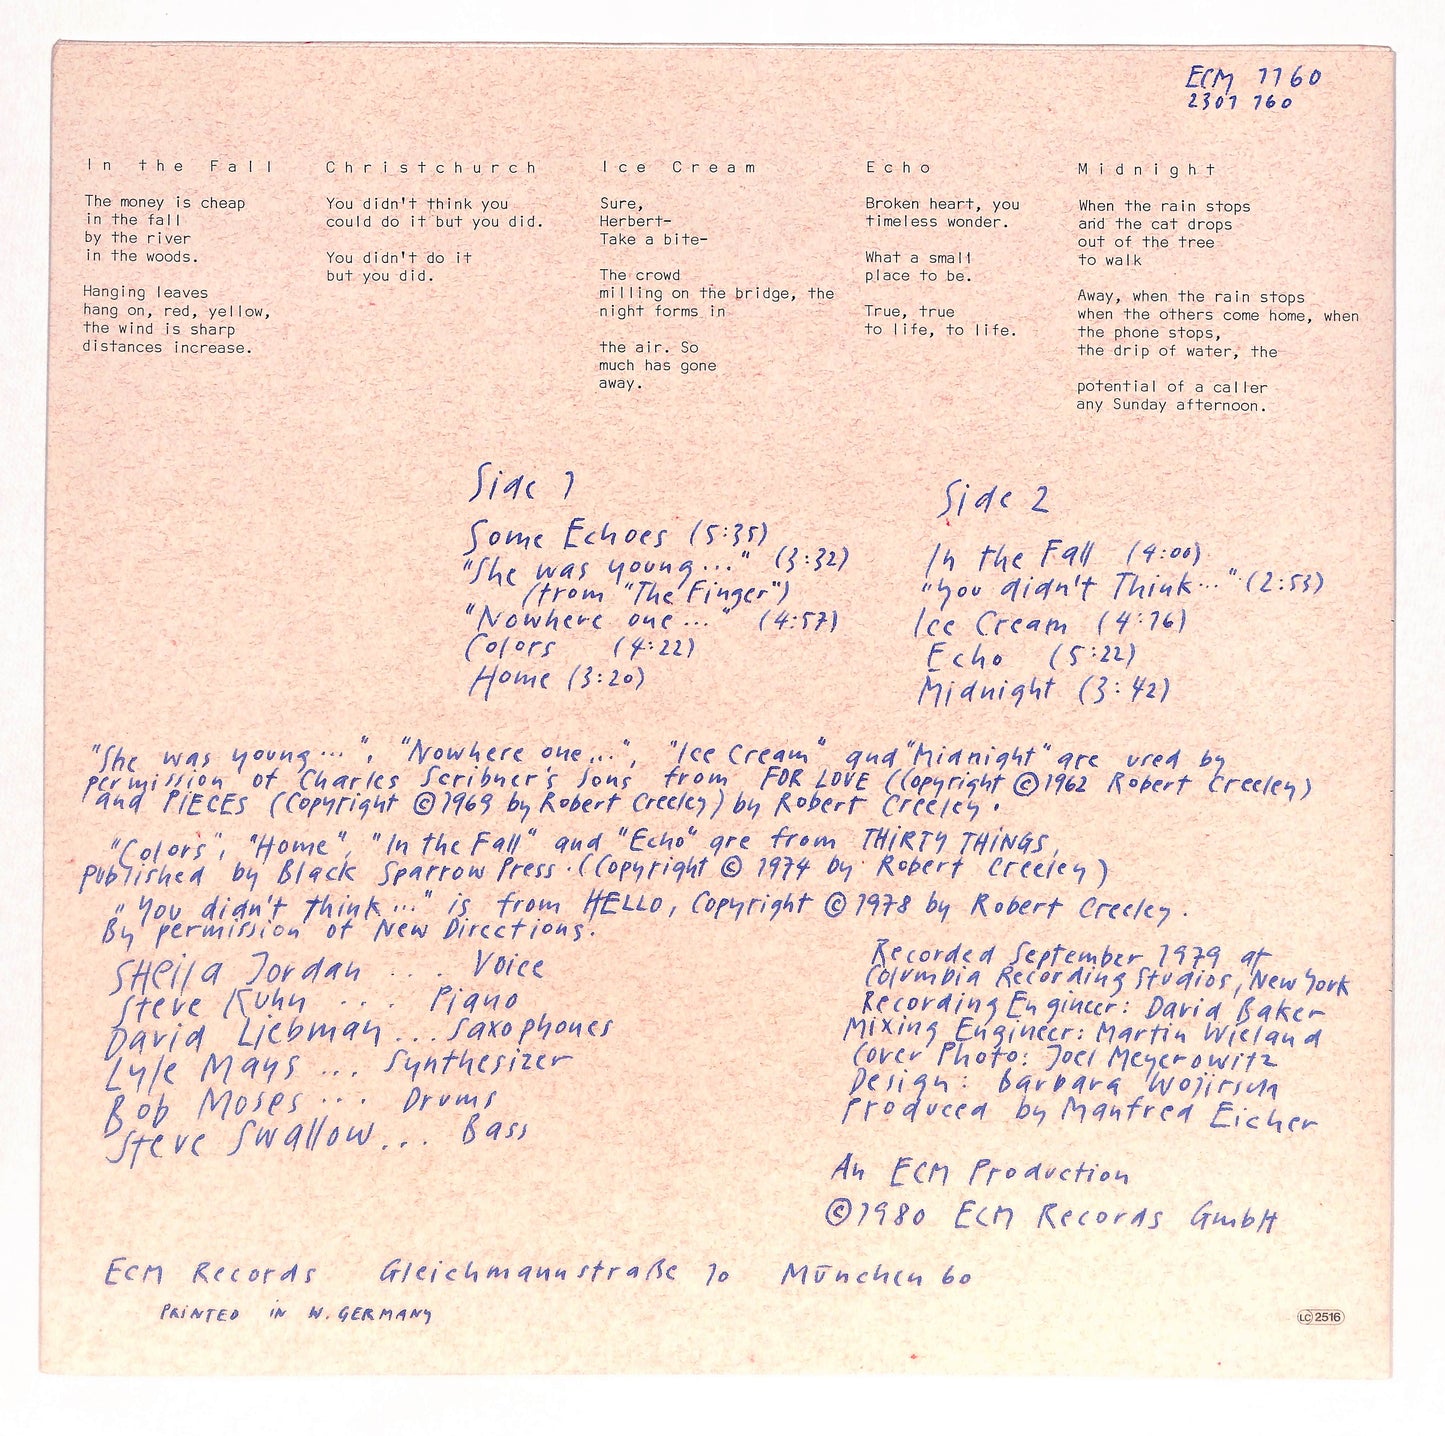 ECM 1160
2301 160
In the Fall
The money is cheap
in the fall
by the river
in the woods.
Hanging leaves
hang on, red, yellow,
the wind is sharp
distances increase.
Christchurch
You didn't think you
could do it but you did.
You didn't do it
but you did.
Ice Cream
Sure,
Herbert-
Take a bite-
The crowd
milling on the bridge, the
night forms in
the air. So
much has gone
away.
Echo
Broken heart, you
timeless wonder.
What a small
place to be.
True, true
to life, to life.
Midnight
When the rain stops
and the cat drops
out of the tree
to walk
Away, when the rain stops
when the others come home, when
the phone stops,
the drip of water, the
potential of a caller
any Sunday afternoon.
Side 1
Some Echoes (5:35)
"She was young..." (3:32)
(from "The Finger")
"Nowhere one..." (4:57)
Colors (4:22)
Home (3:20)
Side 2
In the Fall (4:00)
"You didn't Think..." (2:53)
Ice Cream (4:16)
Echo (5:22)
Midnight (3:42)
"She was young...", "Nowhere one...", "Ice Cream" and "Midnight" are used by
permission of Charles Scribner's Sons from FOR LOVE (Copyright © 1962 Robert Creeley)
and PIECES (Copyright © 1969 by Robert Creeley) by Robert Creeley.
"Colors", "Home", "In the Fall" and "Echo" are from THIRTY THINGS,
published by Black Sparrow Press. (Copyright © 1974 by Robert Creeley)
"You didn't think..." is from HELLO, Copyright © 1978 by Robert Creeley.
By permission of New Directions.
SHeila Jordan ... Voice
Steve Kuhn ... Piano
David Liebman ... Saxophones
Lyle Mays ... Synthesizer
Bob Moses ... Drums
Steve Swallow ... Bass
Recorded September 1979 at
Columbia Recording Studios, New York
Recording Engineer: David Baker
Mixing Engineer: Martin Wieland
Cover Photo: Joel Meyerowitz
Design: Barbara Wojirsch
Produced by Manfred Eicher
An ECM Production
© 1980 ECM Records GmbH
ECM Records Gleichmannstraße 10 München 60
PRINTED IN W. GERMANY
LC 2516